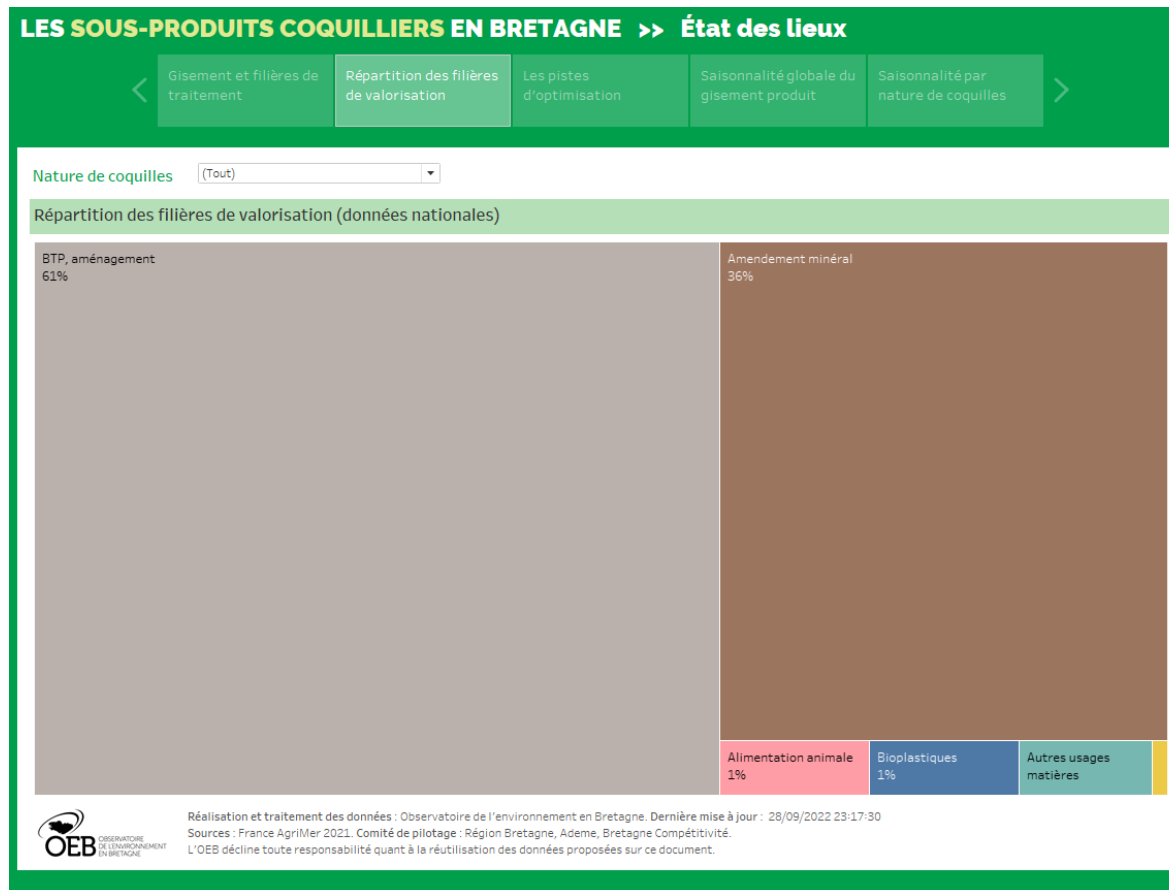 LES SOUS-PRODUITS COQUILLIERS EN BRETAGNE >> État des lieux
Gisement et filières de
traitement
Répartition des filières
de valorisation
Les pistes
d'optimisation
Saisonnalité globale du
gisement produit
Saisonnalité par
nature de coquilles
Nature de coquilles
(Tout)
Répartition des filières de valorisation (données nationales)
BTP, aménagement
61%
Amendement minéral
36%
Alimentation animale
1%
Bioplastiques
1%
Autres usages
matières
OEB
OBSERVATOIRE
DE L'ENVIRONNEMENT
EN BRETAGNE
Réalisation et traitement des données : Observatoire de l'environnement en Bretagne. Dernière mise à jour : 28/09/2022 23:17:30
Sources : France AgriMer 2021. Comité de pilotage : Région Bretagne, Ademe, Bretagne Compétitivité.
L'OEB décline toute responsabilité quant à la réutilisation des données proposées sur ce document.